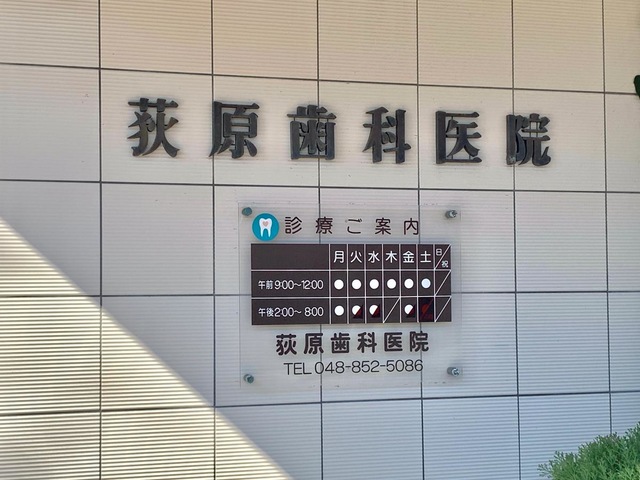 荻原歯科医院
診療ご案内
月 火 水 木 金 土 日/祝
午前9:00〜12:00 ● ● ● ● ● ● /
午後2:00〜8:00 ● ● ● / ● /
荻原歯科医院
TEL 048-852-5086